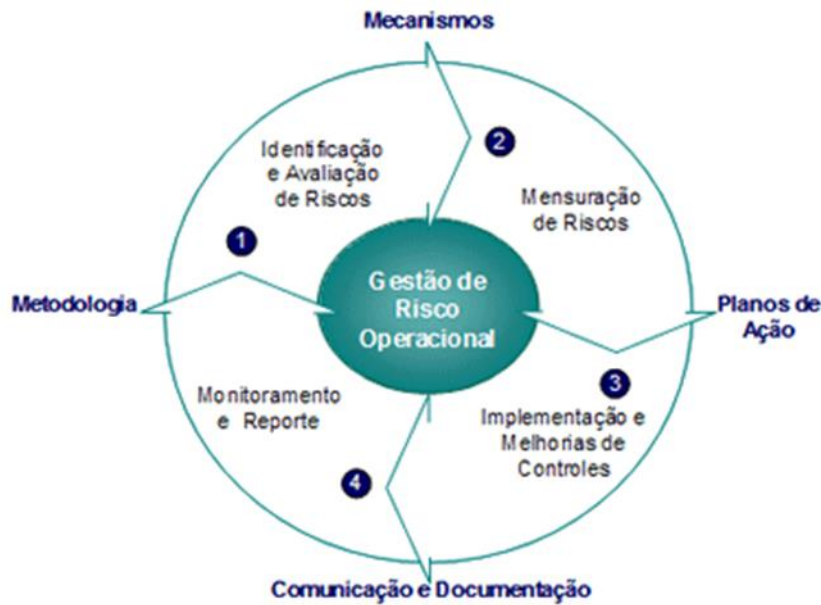 Mecanismos
Identificação
e Avaliação
de Riscos
2
Mensuração
de Riscos
1
Metodologia
Gestão de
Risco
Operacional
Planos de
Ação
Monitoramento
e Reporte
3
Implementação e
Melhorias de
Controles
4
Comunicação e Documentação